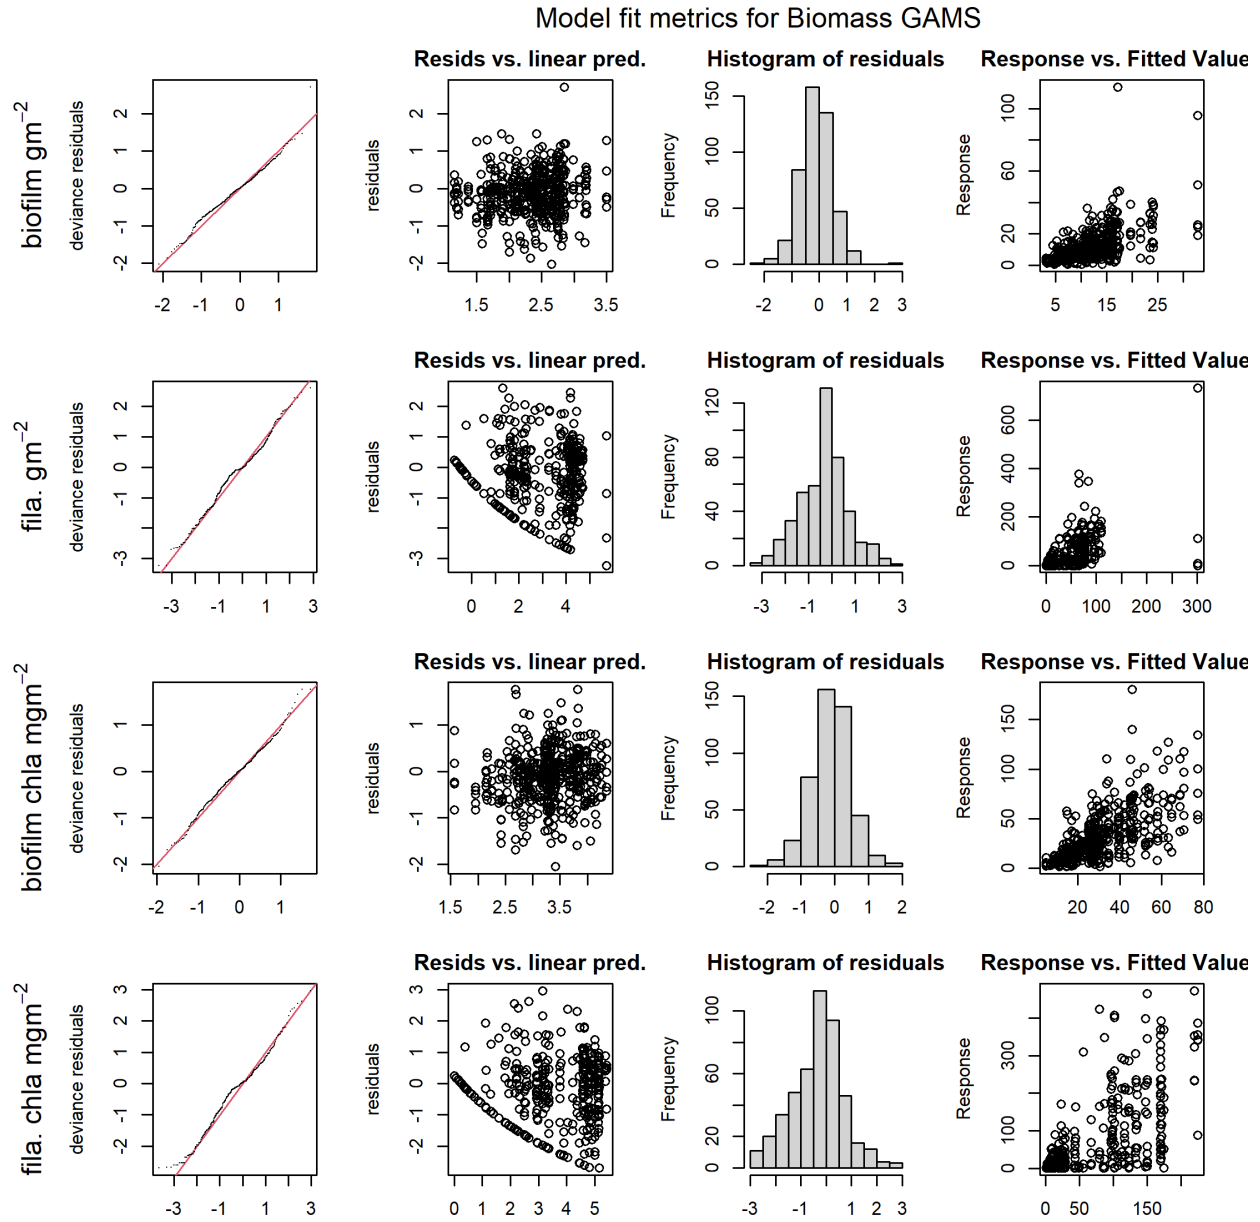 Model fit metrics for Biomass GAMS
Resids vs. linear pred.
Histogram of residuals
Response vs. Fitted Value
biofilm gm⁻²
deviance residuals
2
1
0
-1
-2
-2 -1 0 1
residuals
2
1
0
-1
-2
1.5 2.5 3.5
Frequency
150
100
50
0
-2 0 1 2 3
Response
100
60
40
20
0
5 15 25
Resids vs. linear pred.
Histogram of residuals
Response vs. Fitted Value
fila. gm⁻²
deviance residuals
2
1
0
-1
-3
-3 -1 1 3
residuals
2
1
0
-1
-3
0 2 4
Frequency
120
80
40
0
-3 -1 1 3
Response
600
400
200
0
0 100 300
Resids vs. linear pred.
Histogram of residuals
Response vs. Fitted Value
biofilm chla mgm⁻²
deviance residuals
1
0
-1
-2
-2 -1 0 1
residuals
1
0
-1
-2
1.5 2.5 3.5
Frequency
150
100
50
0
-2 -1 0 1 2
Response
150
100
50
0
20 40 60 80
Resids vs. linear pred.
Histogram of residuals
Response vs. Fitted Value
fila. chla mgm⁻²
deviance residuals
3
2
1
0
-1
-2
-3 -1 1 3
residuals
3
2
1
0
-1
-2
0 1 2 3 4 5
Frequency
100
60
20
0
-3 -1 1 2 3
Response
300
100
0
0 50 150